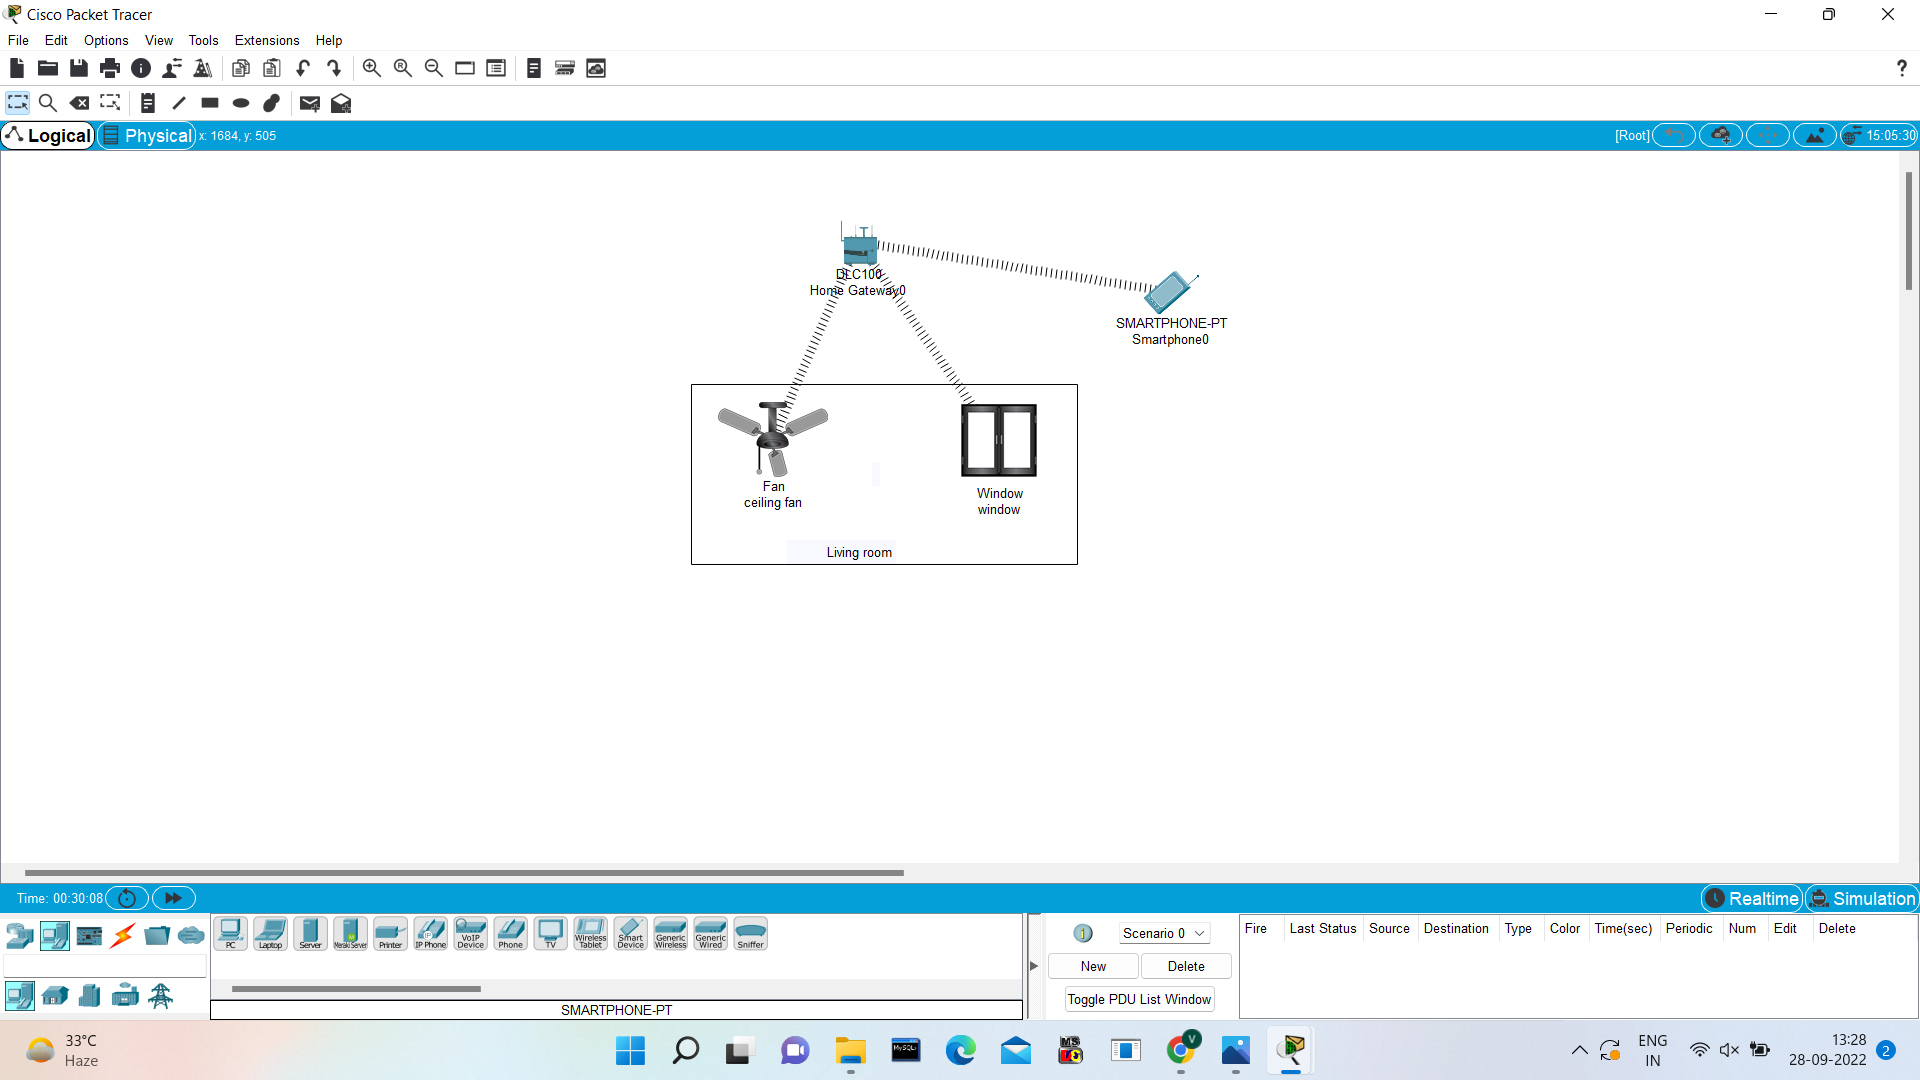 Cisco Packet Tracer
File Edit Options View Tools Extensions Help
?
Logical Physical x: 1684, y: 505 [Root] 15:05:30
DLC100
Home Gateway0
SMARTPHONE-PT
Smartphone0
Fan
ceiling fan
Window
window
Living room
Time: 00:30:08 Realtime Simulation
PC Laptop Server Meraki Server Printer IP Phone VoIP Device Phone TV Wireless Tablet Smart Device Generic Wireless Generic Wired Sniffer
Scenario 0
New Delete
Toggle PDU List Window
Fire Last Status Source Destination Type Color Time(sec) Periodic Num Edit Delete
SMARTPHONE-PT
33°C
Haze
MySQL
MS
V
ENG
IN
13:28
28-09-2022
2